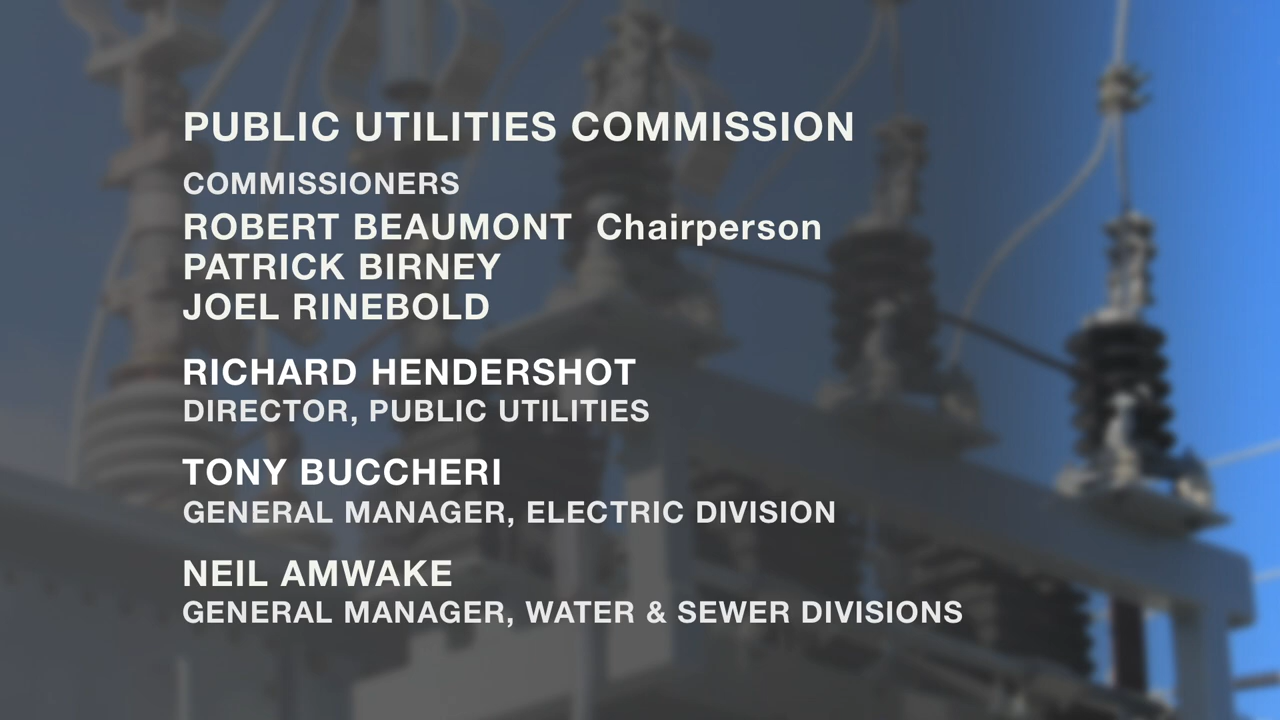 PUBLIC UTILITIES COMMISSION
COMMISSIONERS
ROBERT BEAUMONT Chairperson
PATRICK BIRNEY
JOEL RINEBOLD
RICHARD HENDERSHOT
DIRECTOR, PUBLIC UTILITIES
TONY BUCCHERI
GENERAL MANAGER, ELECTRIC DIVISION
NEIL AMWAKE
GENERAL MANAGER, WATER & SEWER DIVISIONS